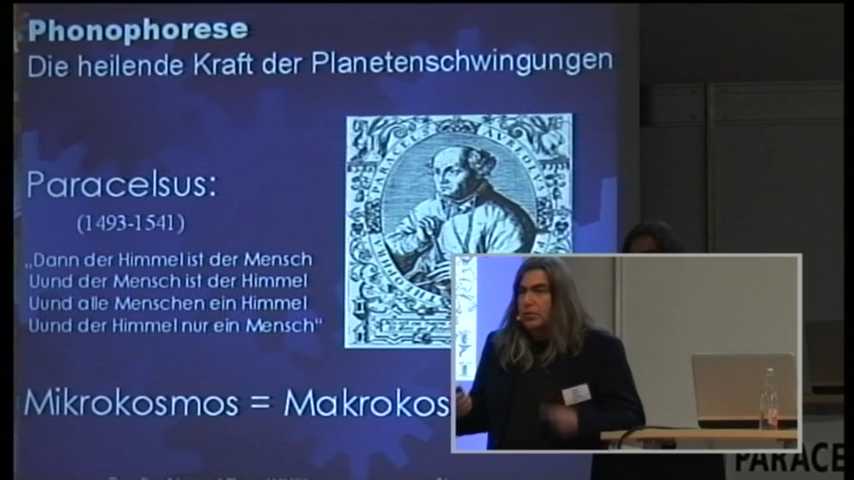 Phonophorese
Die heilende Kraft der Planetenschwingungen
Paracelsus:
(1493-1541)
„Dann der Himmel ist der Mensch
Uund der Mensch ist der Himmel
Uund alle Menschen ein Himmel
Uund der Himmel nur ein Mensch“
Mikrokosmos = Makrokos
PARACE